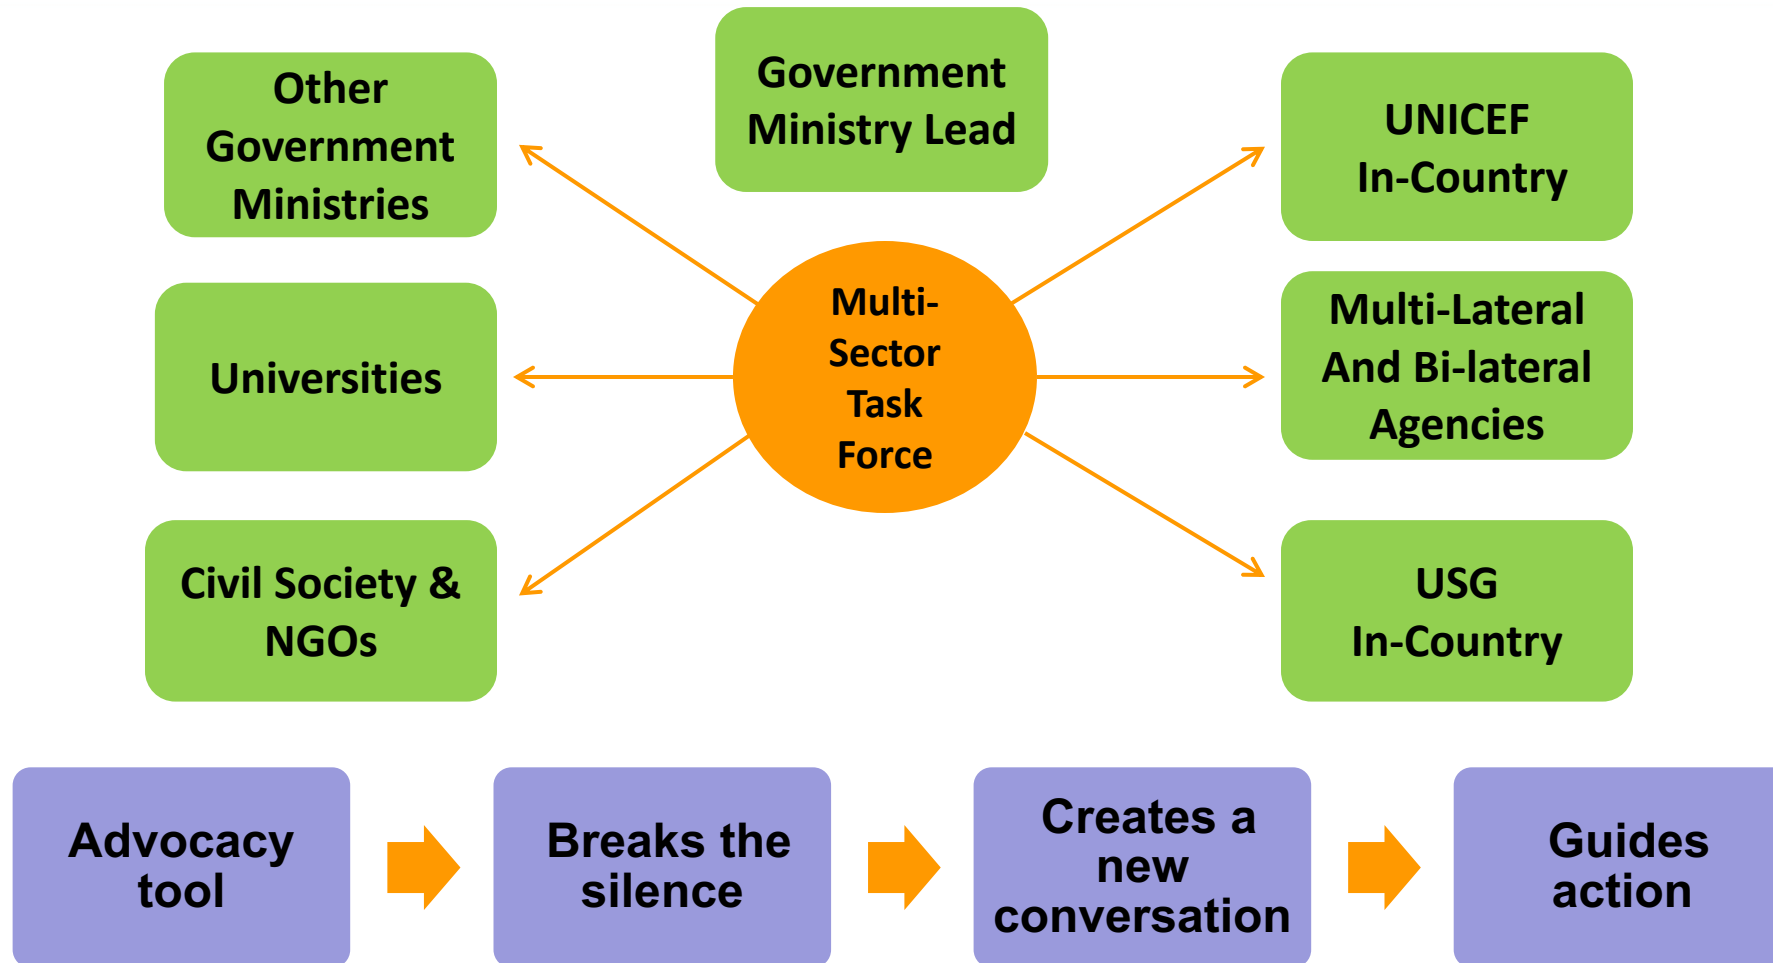 Other
Government
Ministries
Government
Ministry Lead
UNICEF
In-Country
Universities
Multi-
Sector
Task
Force
Multi-Lateral
And Bi-lateral
Agencies
Civil Society &
NGOs
USG
In-Country
Advocacy
tool
Breaks the
silence
Creates a
new
conversation
Guides
action